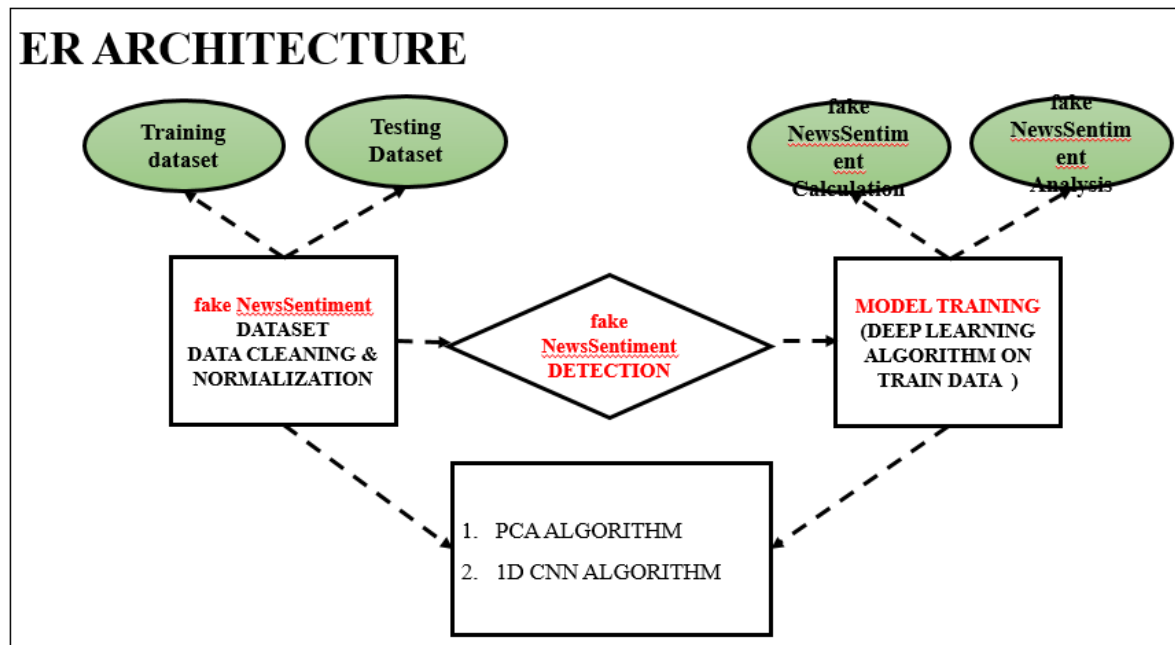 ER ARCHITECTURE
Training
dataset
Testing
Dataset
fake
NewsSentim
ent
Calculation
fake
NewsSentim
ent
Analysis
fake NewsSentiment
DATASET
DATA CLEANING &
NORMALIZATION
fake
NewsSentiment
DETECTION
MODEL TRAINING
(DEEP LEARNING
ALGORITHM ON
TRAIN DATA )
1. PCA ALGORITHM
2. 1D CNN ALGORITHM